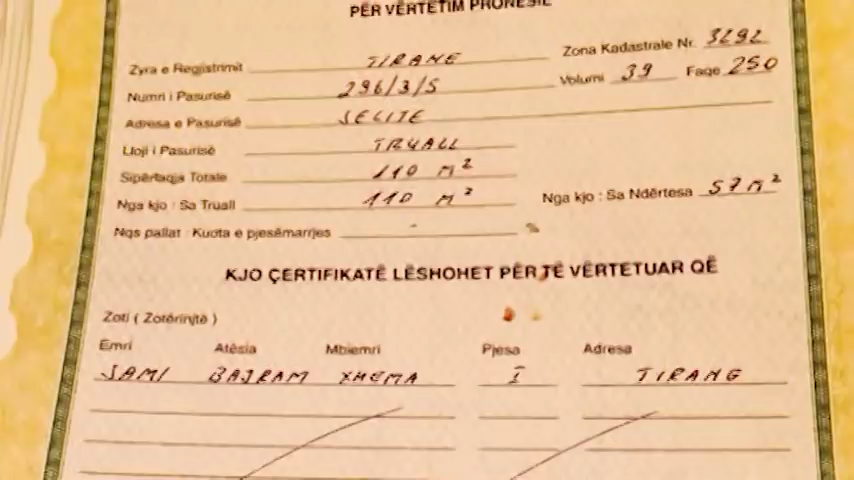 PËR VËRTETIM PRONËSIE
Zyra e Regjistrimit TIRANE Zona Kadastrale Nr. 3292
Numri i Pasurisë 296/3/5 Volumi 39 Faqe 250
Adresa e Pasurisë SELITE
Lloji i Pasurisë TRUALL
Sipërfaqja Totale 110 m²
Nga kjo : Sa Truall 110 m² Nga kjo : Sa Ndërtesa 57 m²
Nqs pallat : Kuota e pjesëmarrjes - %
KJO ÇERTIFIKATË LËSHOHET PËR TË VËRTETUAR QË
Zoti ( Zotërinjtë )
Emri Atësia Mbiemri Pjesa Adresa
SAMI BAJRAM XHEMA I TIRANE